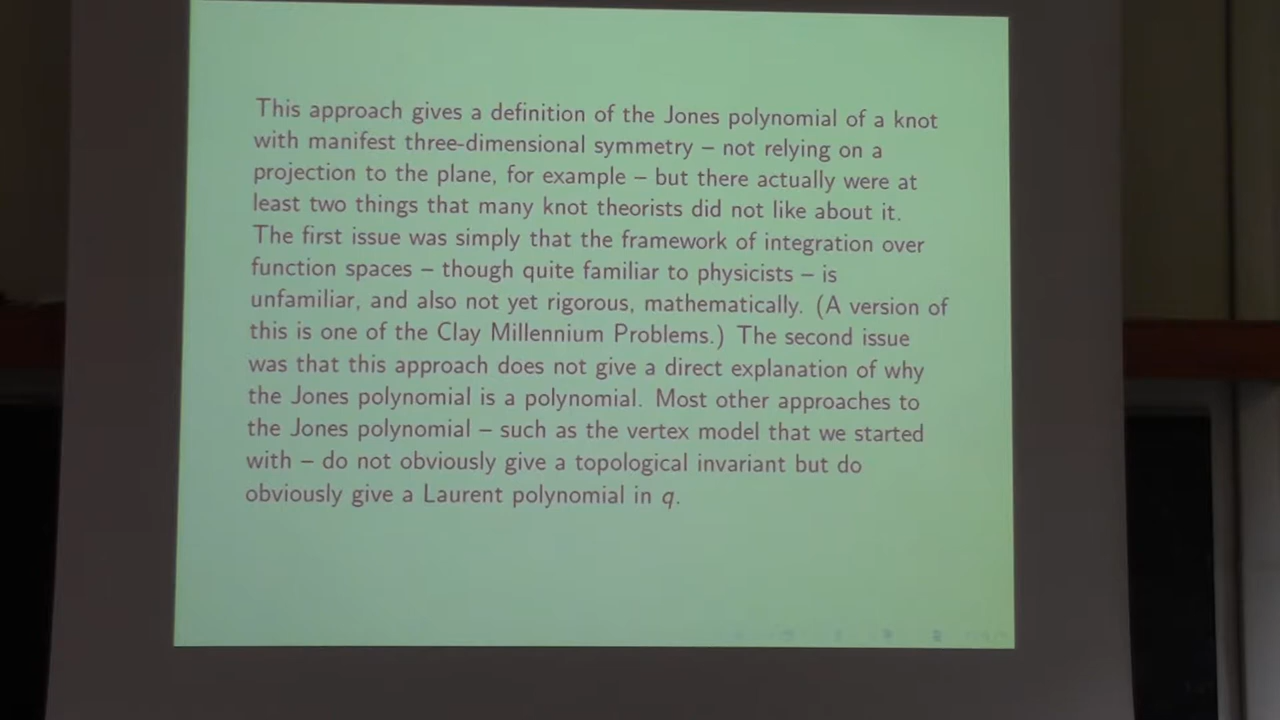 This approach gives a definition of the Jones polynomial of a knot
with manifest three-dimensional symmetry – not relying on a
projection to the plane, for example – but there actually were at
least two things that many knot theorists did not like about it.
The first issue was simply that the framework of integration over
function spaces – though quite familiar to physicists – is
unfamiliar, and also not yet rigorous, mathematically. (A version of
this is one of the Clay Millennium Problems.) The second issue
was that this approach does not give a direct explanation of why
the Jones polynomial is a polynomial. Most other approaches to
the Jones polynomial – such as the vertex model that we started
with – do not obviously give a topological invariant but do
obviously give a Laurent polynomial in q.